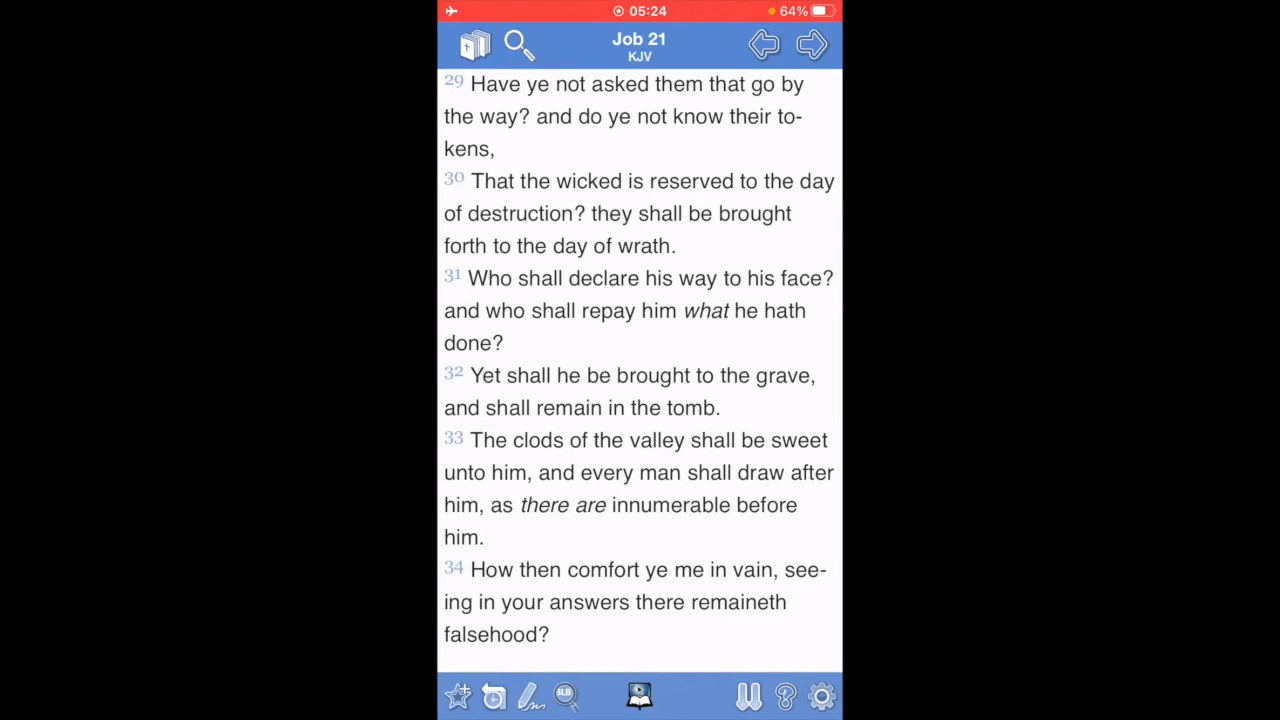 05:24
64%
Job 21
KJV
29 Have ye not asked them that go by
the way? and do ye not know their to-
kens,
30 That the wicked is reserved to the day
of destruction? they shall be brought
forth to the day of wrath.
31 Who shall declare his way to his face?
and who shall repay him what he hath
done?
32 Yet shall he be brought to the grave,
and shall remain in the tomb.
33 The clods of the valley shall be sweet
unto him, and every man shall draw after
him, as there are innumerable before
him.
34 How then comfort ye me in vain, see-
ing in your answers there remaineth
falsehood?
BLB